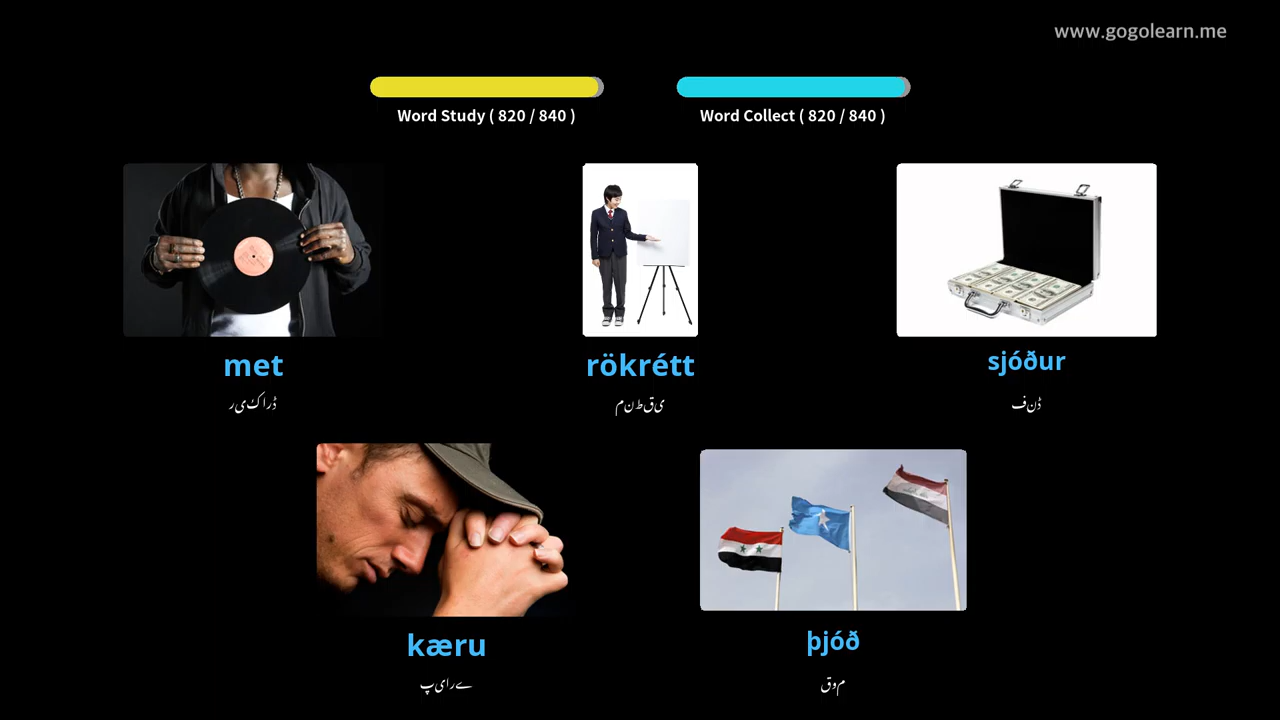 www.gogolearn.me
Word Study ( 820 / 840 )
Word Collect ( 820 / 840 )
met
rökrétt
sjóður
ریکارڈ
منطقی
فنڈ
kæru
þjóð
پیارے
قوم